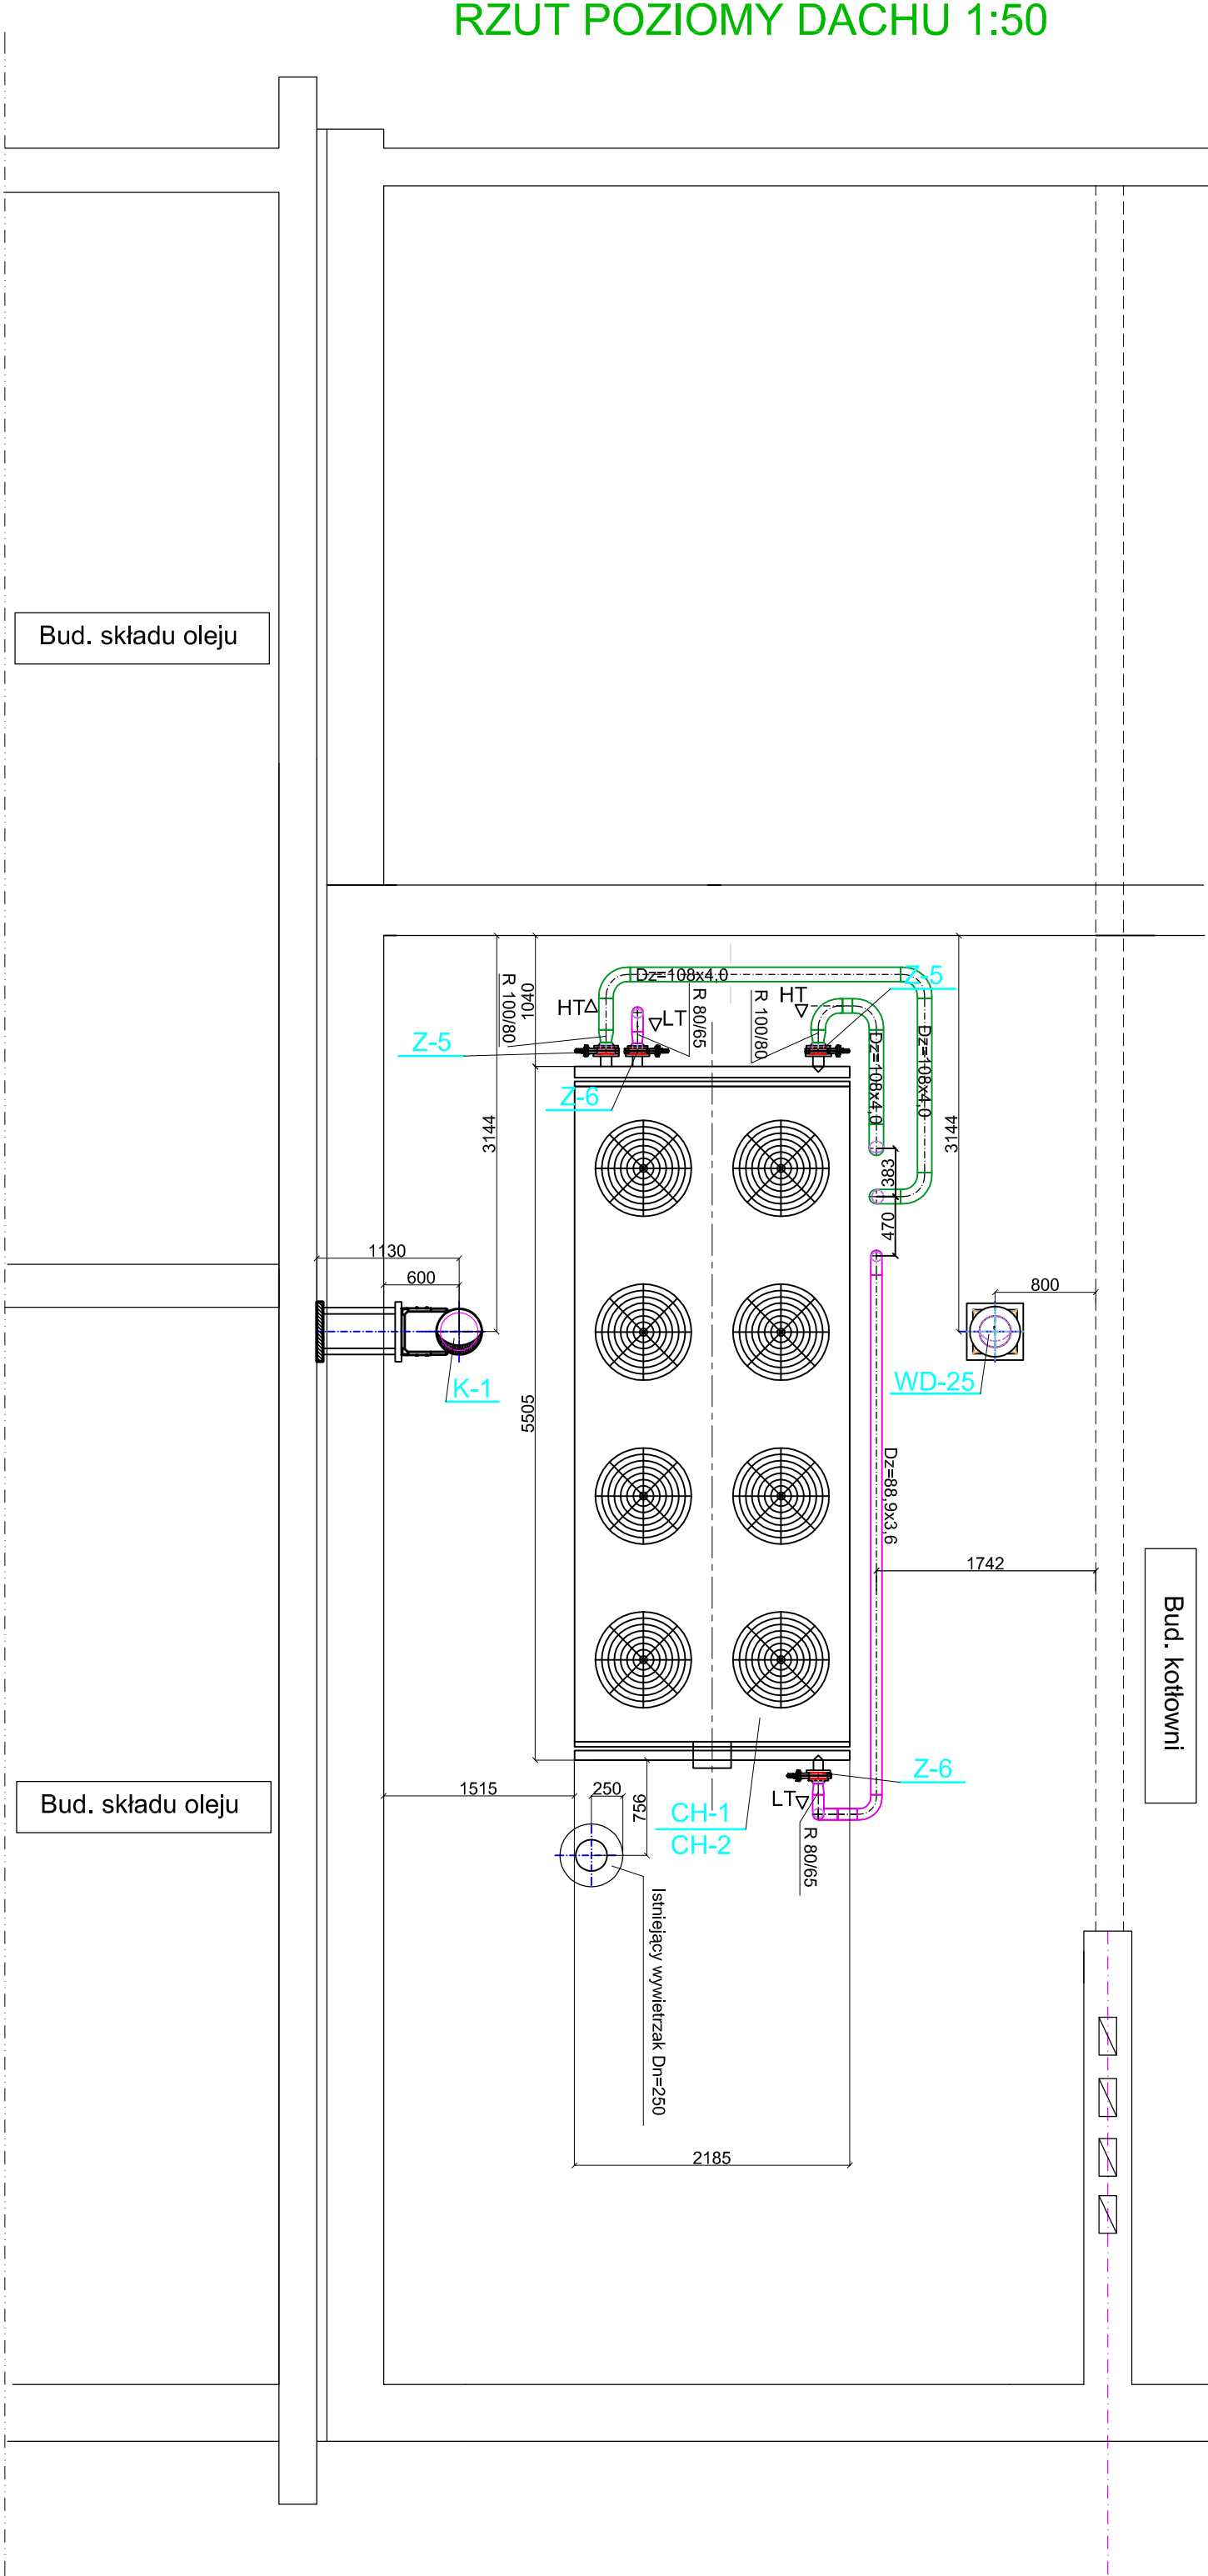 RZUT POZIOMY DACHU 1:50
Bud. składu oleju
R 100/80
1040
HT
Dz=108x4,0
LT
R 80/65
R 100/80
HT
Z-5
Z-5
Z-6
Dz=108x4,0
Dz=108x4,0
3144
3144
383
470
1130
600
800
K-1
WD-25
5505
Dz=88,9x3,6
1742
Bud. kotłowni
Z-6
1515
250
756
LT
CH-1
CH-2
R 80/65
Bud. składu oleju
Istniejący wywietrzak Dn=250
2185